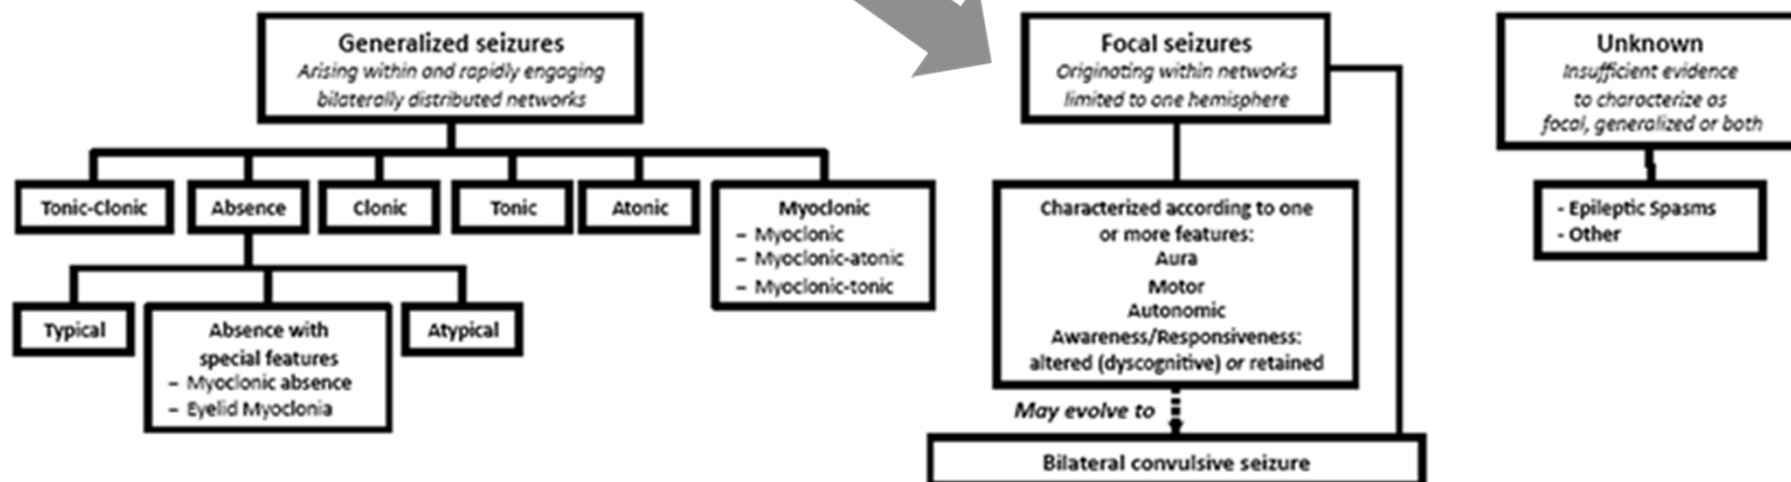 Generalized seizures
Arising within and rapidly engaging
bilaterally distributed networks
Tonic-Clonic
Absence
Clonic
Tonic
Atonic
Myoclonic
– Myoclonic
– Myoclonic-atonic
– Myoclonic-tonic
Typical
Absence with
special features
– Myoclonic absence
– Eyelid Myoclonia
Atypical
Focal seizures
Originating within networks
limited to one hemisphere
Characterized according to one
or more features:
Aura
Motor
Autonomic
Awareness/Responsiveness:
altered (dyscognitive) or retained
May evolve to
Bilateral convulsive seizure
Unknown
Insufficient evidence
to characterize as
focal, generalized or both
- Epileptic Spasms
- Other